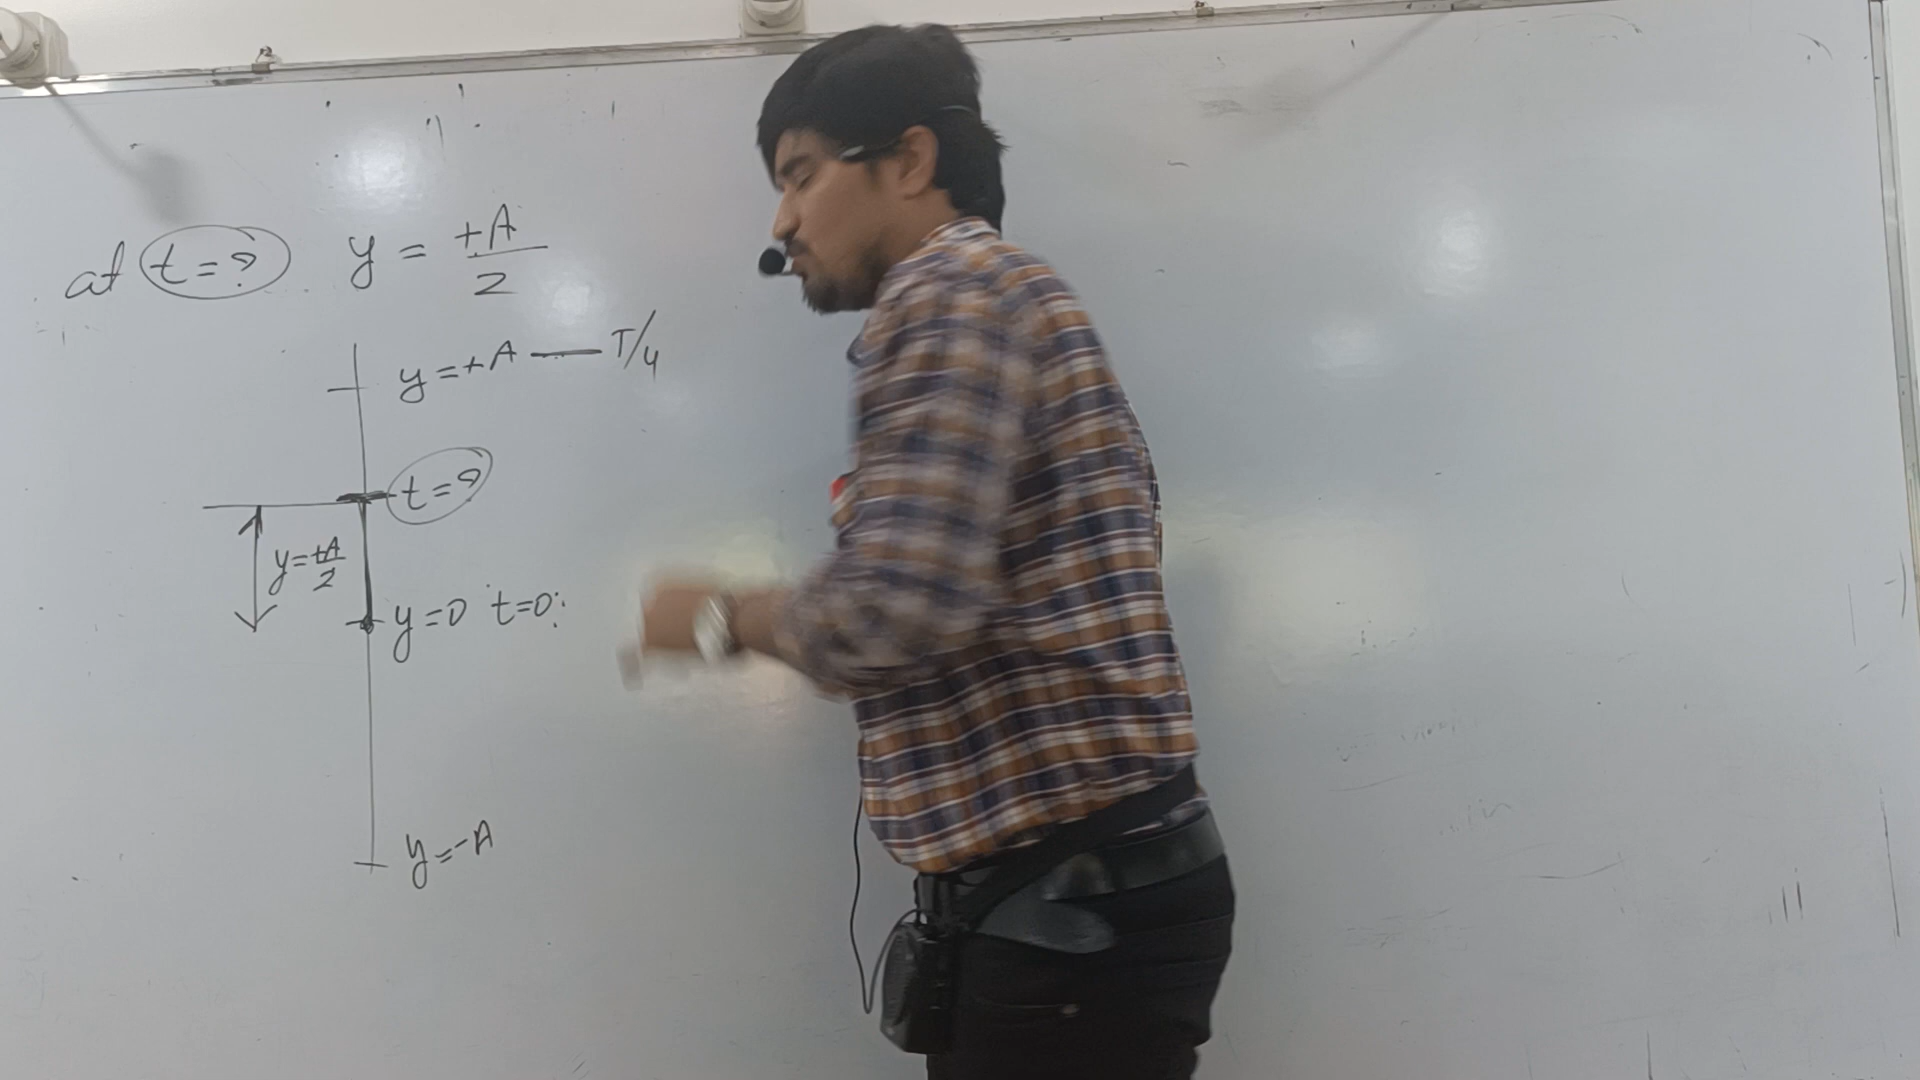 at t=? y = +A/2
y=+A — T/4
t=?
y=+A/2
y=0 t=0
y=-A